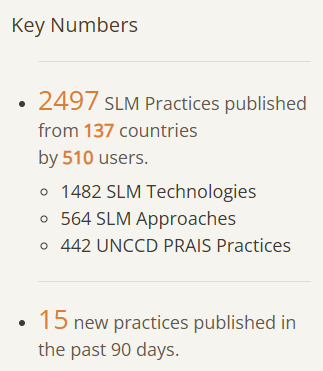 Key Numbers
2497 SLM Practices published
from 137 countries
by 510 users.
1482 SLM Technologies
564 SLM Approaches
442 UNCCD PRAIS Practices
15 new practices published in
the past 90 days.